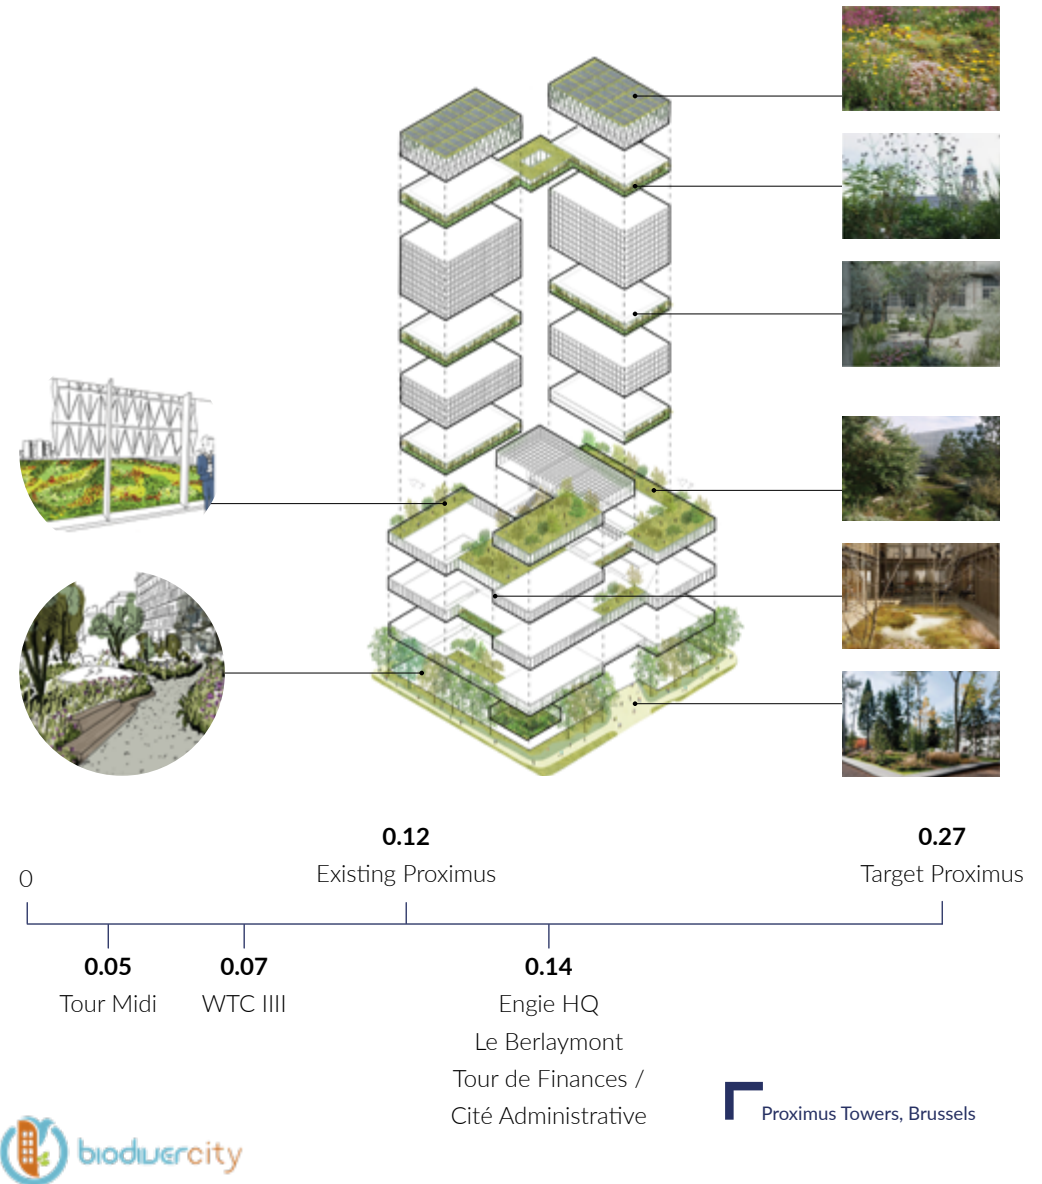 0.12
Existing Proximus
0.27
Target Proximus
0
0.05
Tour Midi
0.07
WTC IIII
0.14
Engie HQ
Le Berlaymont
Tour de Finances /
Cité Administrative
Proximus Towers, Brussels
biodivercity